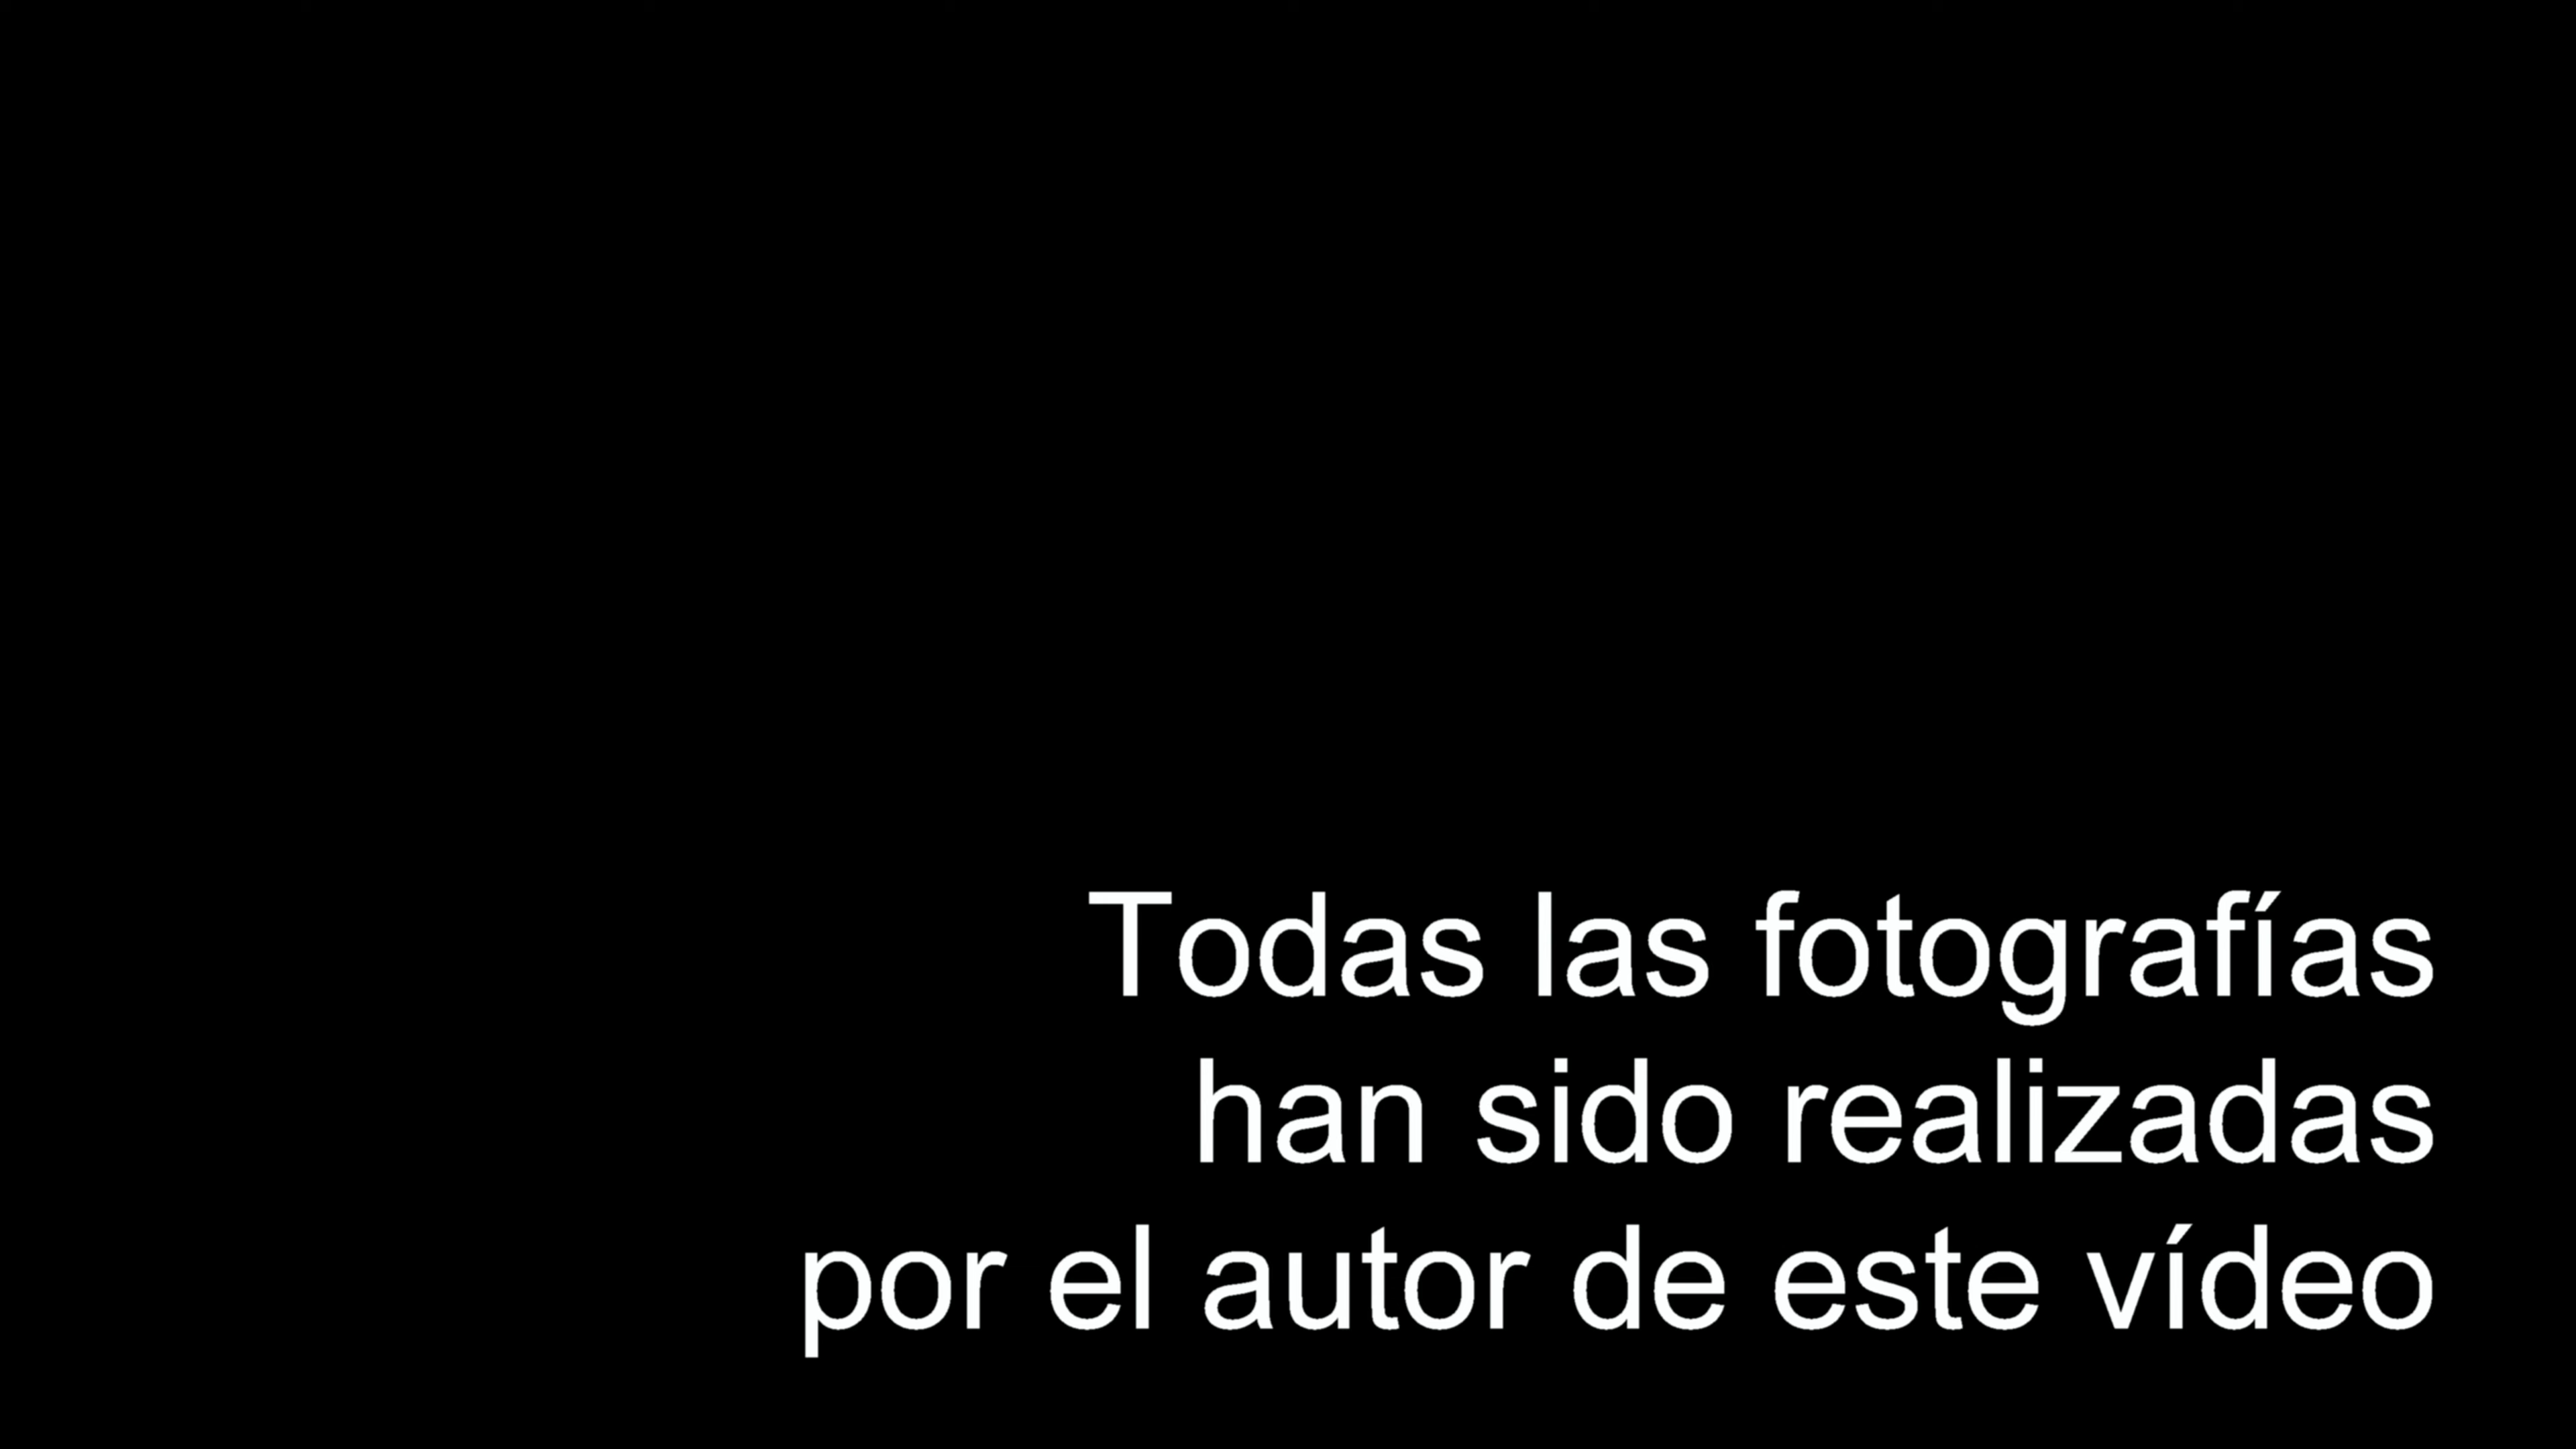 Todas las fotografías
han sido realizadas
por el autor de este vídeo